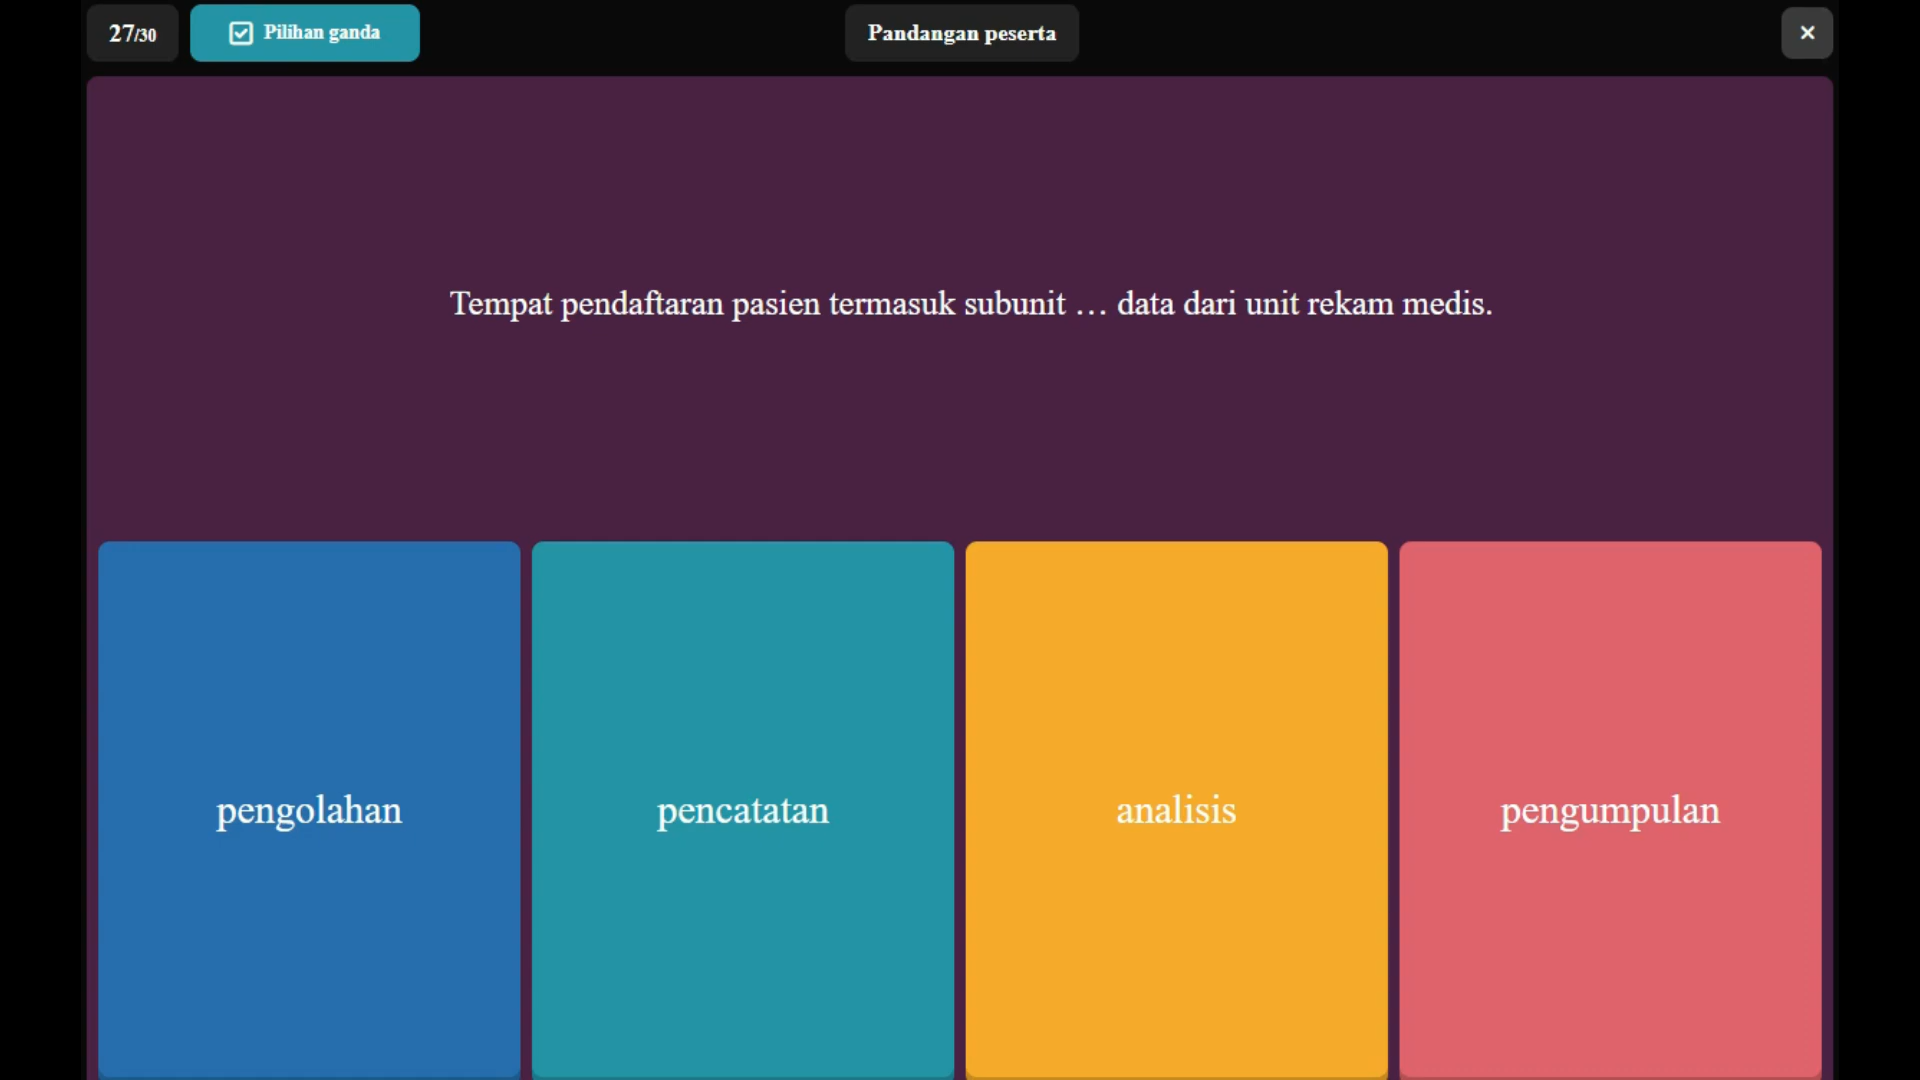 27/30
Pilihan ganda
Pandangan peserta
×
Tempat pendaftaran pasien termasuk subunit … data dari unit rekam medis.
pengolahan
pencatatan
analisis
pengumpulan